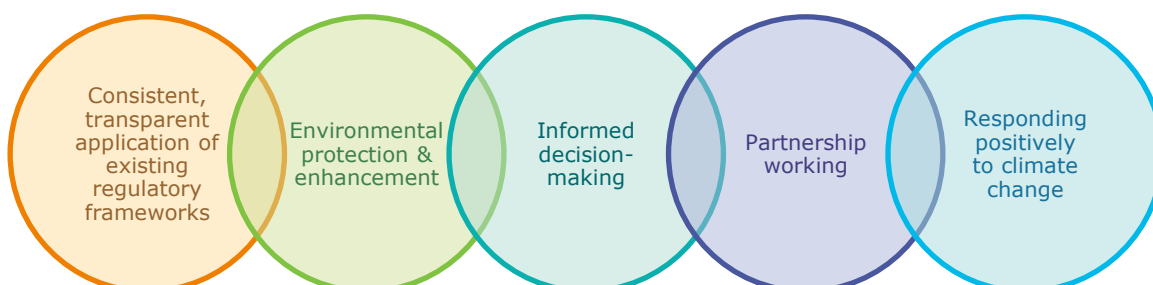 Consistent,
transparent
application of
existing
regulatory
frameworks
Environmental
protection &
enhancement
Informed
decision-
making
Partnership
working
Responding
positively
to climate
change